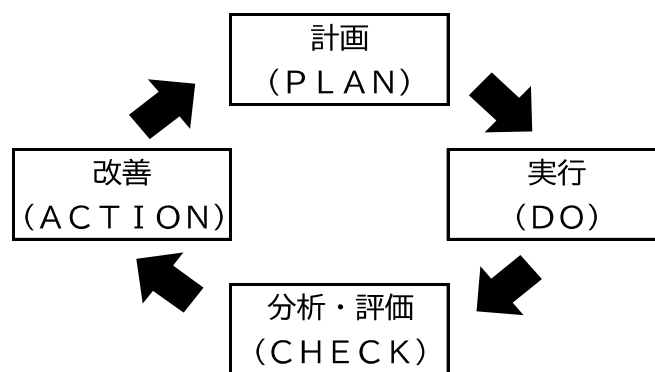 計画
（ＰＬＡＮ）
改善
（ＡＣＴＩＯＮ）
実行
（ＤＯ）
分析・評価
（ＣＨＥＣＫ）